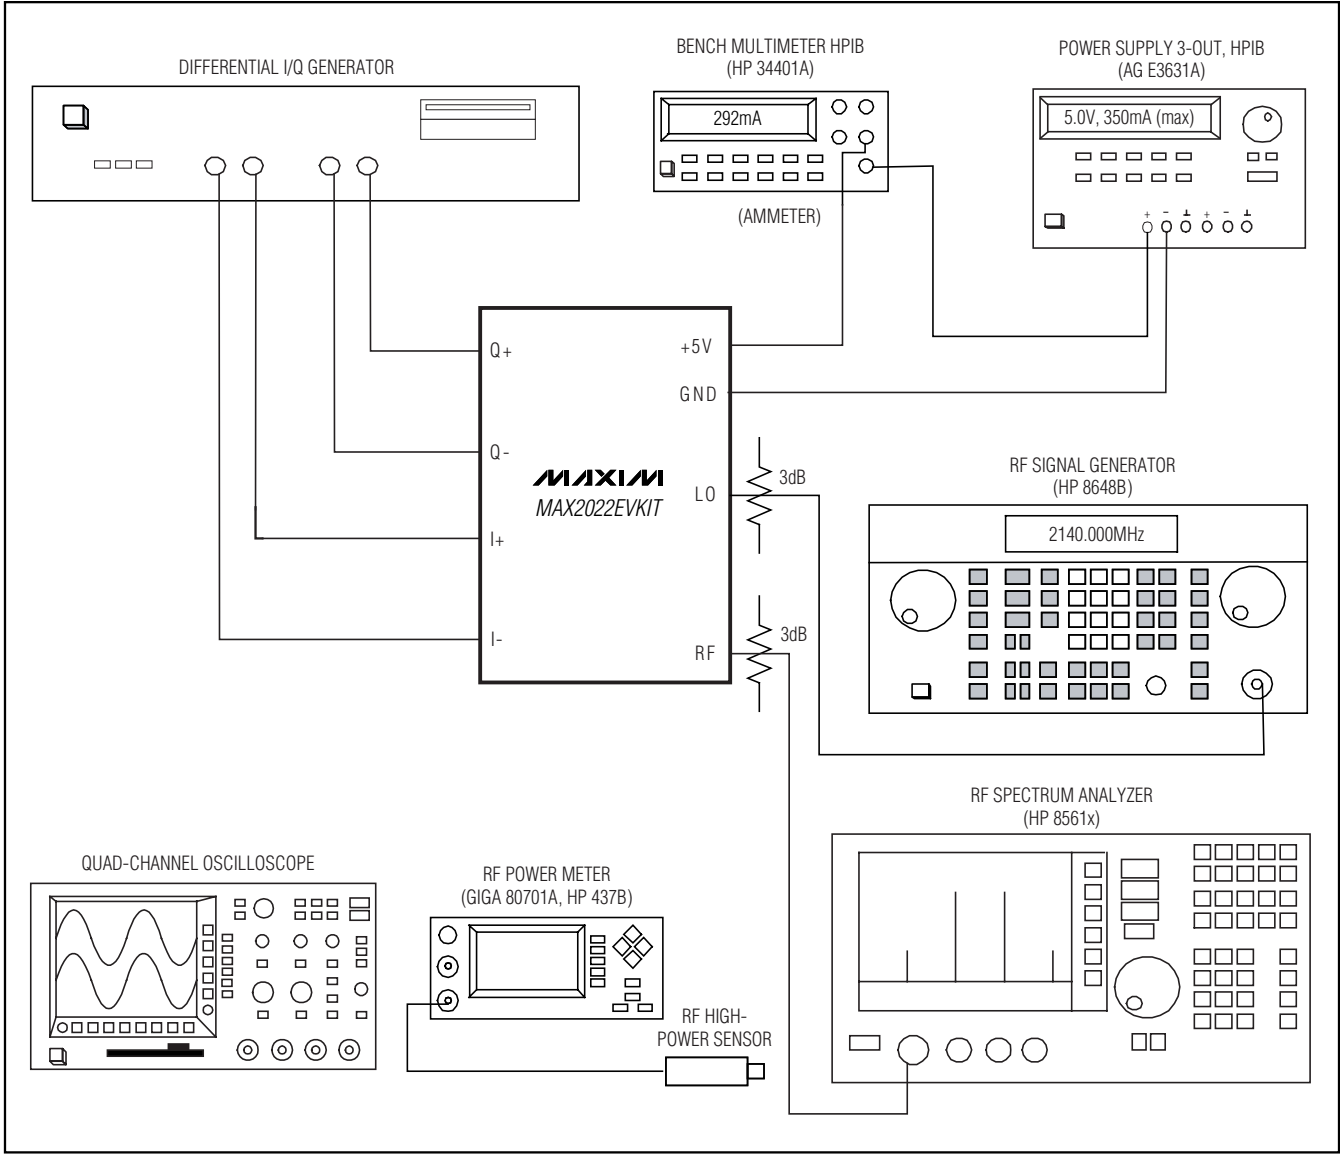 DIFFERENTIAL I/Q GENERATOR
BENCH MULTIMETER HPIB
(HP 34401A)
292mA
(AMMETER)
POWER SUPPLY 3-OUT, HPIB
(AG E3631A)
5.0V, 350mA (max)
+ - ⊥ + - ⊥
Q+
Q-
I+
I-
MAXIM
MAX2022EVKIT
+5V
GND
LO
RF
3dB
3dB
RF SIGNAL GENERATOR
(HP 8648B)
2140.000MHz
RF SPECTRUM ANALYZER
(HP 8561x)
QUAD-CHANNEL OSCILLOSCOPE
RF POWER METER
(GIGA 80701A, HP 437B)
RF HIGH-
POWER SENSOR